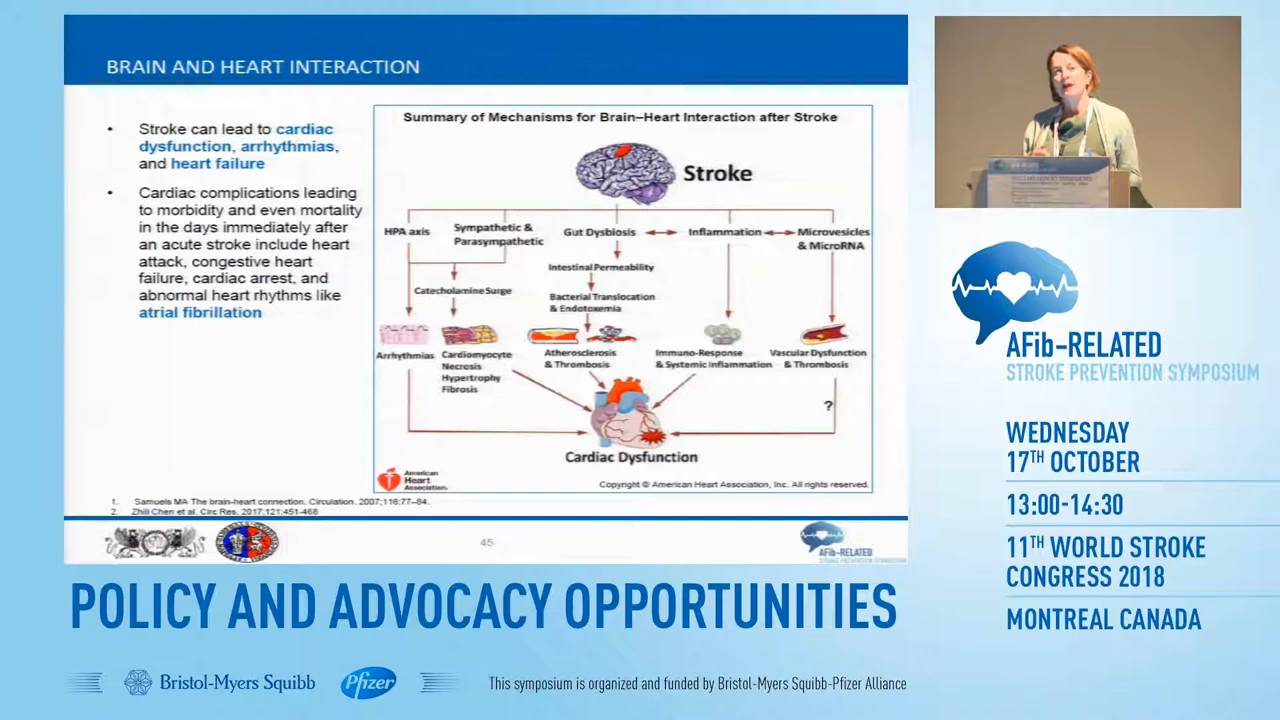 BRAIN AND HEART INTERACTION
• Stroke can lead to cardiac
dysfunction, arrhythmias,
and heart failure
• Cardiac complications leading
to morbidity and even mortality
in the days immediately after
an acute stroke include heart
attack, congestive heart
failure, cardiac arrest, and
abnormal heart rhythms like
atrial fibrillation
Summary of Mechanisms for Brain–Heart Interaction after Stroke
Stroke
HPA axis
Sympathetic &
Parasympathetic
Gut Dysbiosis
Inflammation
Microvesicles
& MicroRNA
Intestinal Permeability
Catecholamine Surge
Bacterial Translocation
& Endotoxemia
Arrhythmias
Cardiomyocyte
Necrosis
Hypertrophy
Fibrosis
Atherosclerosis
& Thrombosis
Immuno-Response
& Systemic Inflammation
Vascular Dysfunction
& Thrombosis
?
Cardiac Dysfunction
American
Heart
Association.
Copyright © American Heart Association, Inc. All rights reserved.
1. Samuels MA The brain-heart connection. Circulation. 2007;116:77–84.
2. Zhili Chen et al. Circ Res. 2017;121:451-468
45
AFib-RELATED
STROKE PREVENTION SYMPOSIUM
AFib-RELATED
STROKE PREVENTION SYMPOSIUM
WEDNESDAY
17TH OCTOBER
13:00-14:30
11TH WORLD STROKE
CONGRESS 2018
MONTREAL CANADA
POLICY AND ADVOCACY OPPORTUNITIES
Bristol-Myers Squibb
Pfizer
This symposium is organized and funded by Bristol-Myers Squibb-Pfizer Alliance